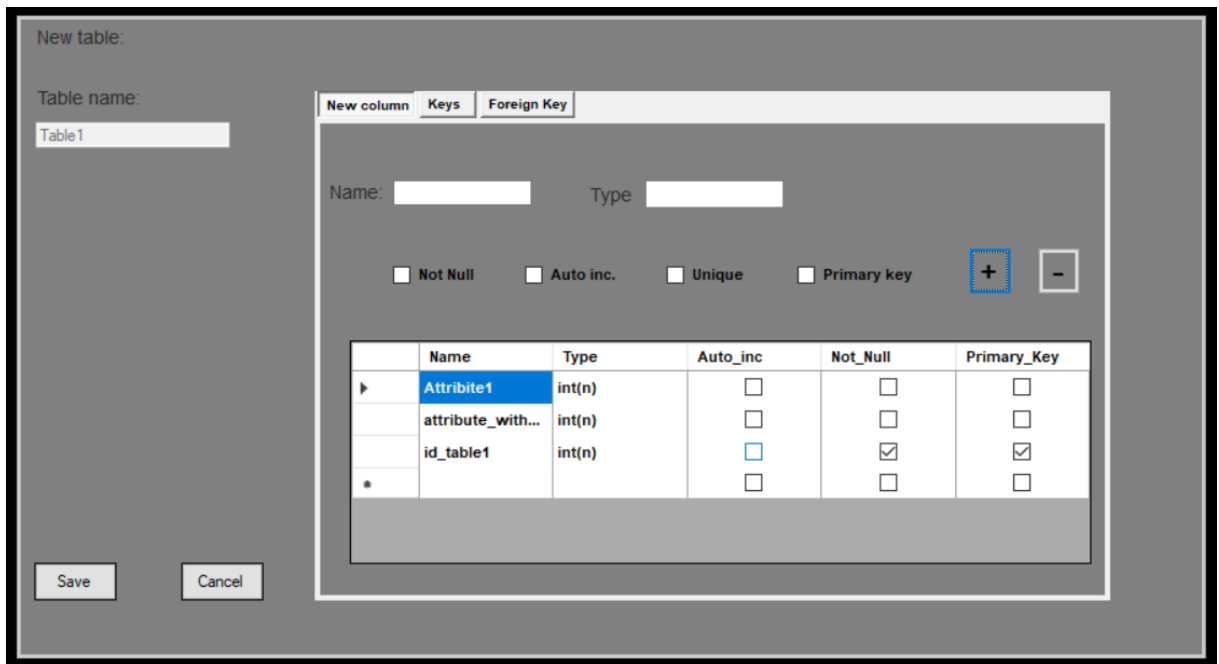 New table:
Table name:
Table1
New column Keys Foreign Key
Name: Type
Not Null Auto inc. Unique Primary key + -
Name Type Auto_inc Not_Null Primary_Key
Attribite1 int(n)
attribute_with... int(n)
id_table1 int(n)
Save Cancel